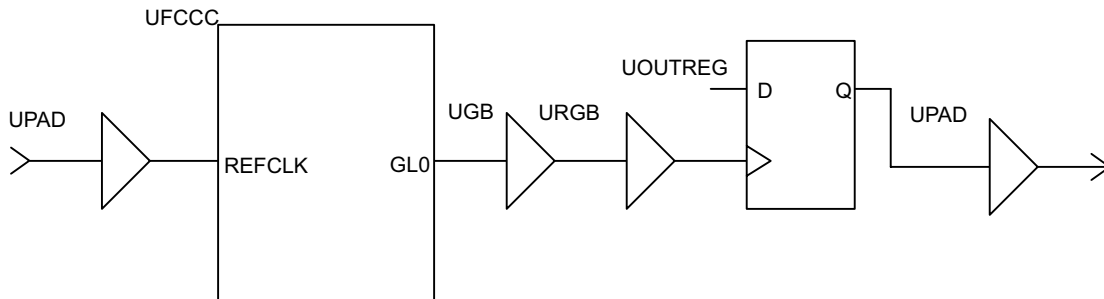 UFCCC
UOUTREG
D
Q
UPAD
UGB
URGB
UPAD
REFCLK
GL0